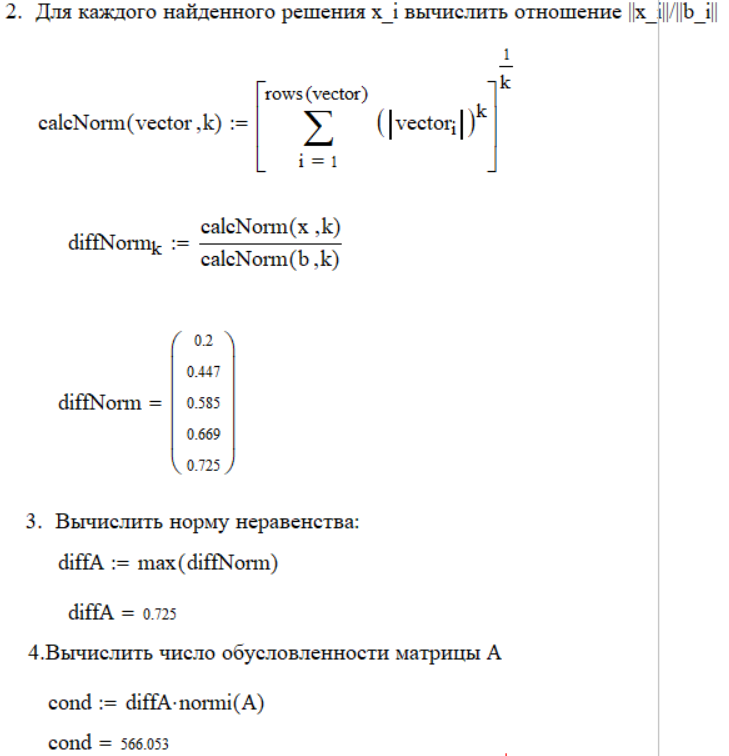 2. Для каждого найденного решения x_i вычислить отношение ||x_i||/||b_i||
calcNorm(vector ,k) := [ ∑_{i = 1}^{rows(vector)} (|vector_i|)^k ]^{1/k}
diffNorm_k := calcNorm(x ,k) / calcNorm(b ,k)
diffNorm = ( 0.2
0.447
0.585
0.669
0.725 )
3. Вычислить норму неравенства:
diffA := max(diffNorm)
diffA = 0.725
4.Вычислить число обусловленности матрицы А
cond := diffA·normi(A)
cond = 566.053